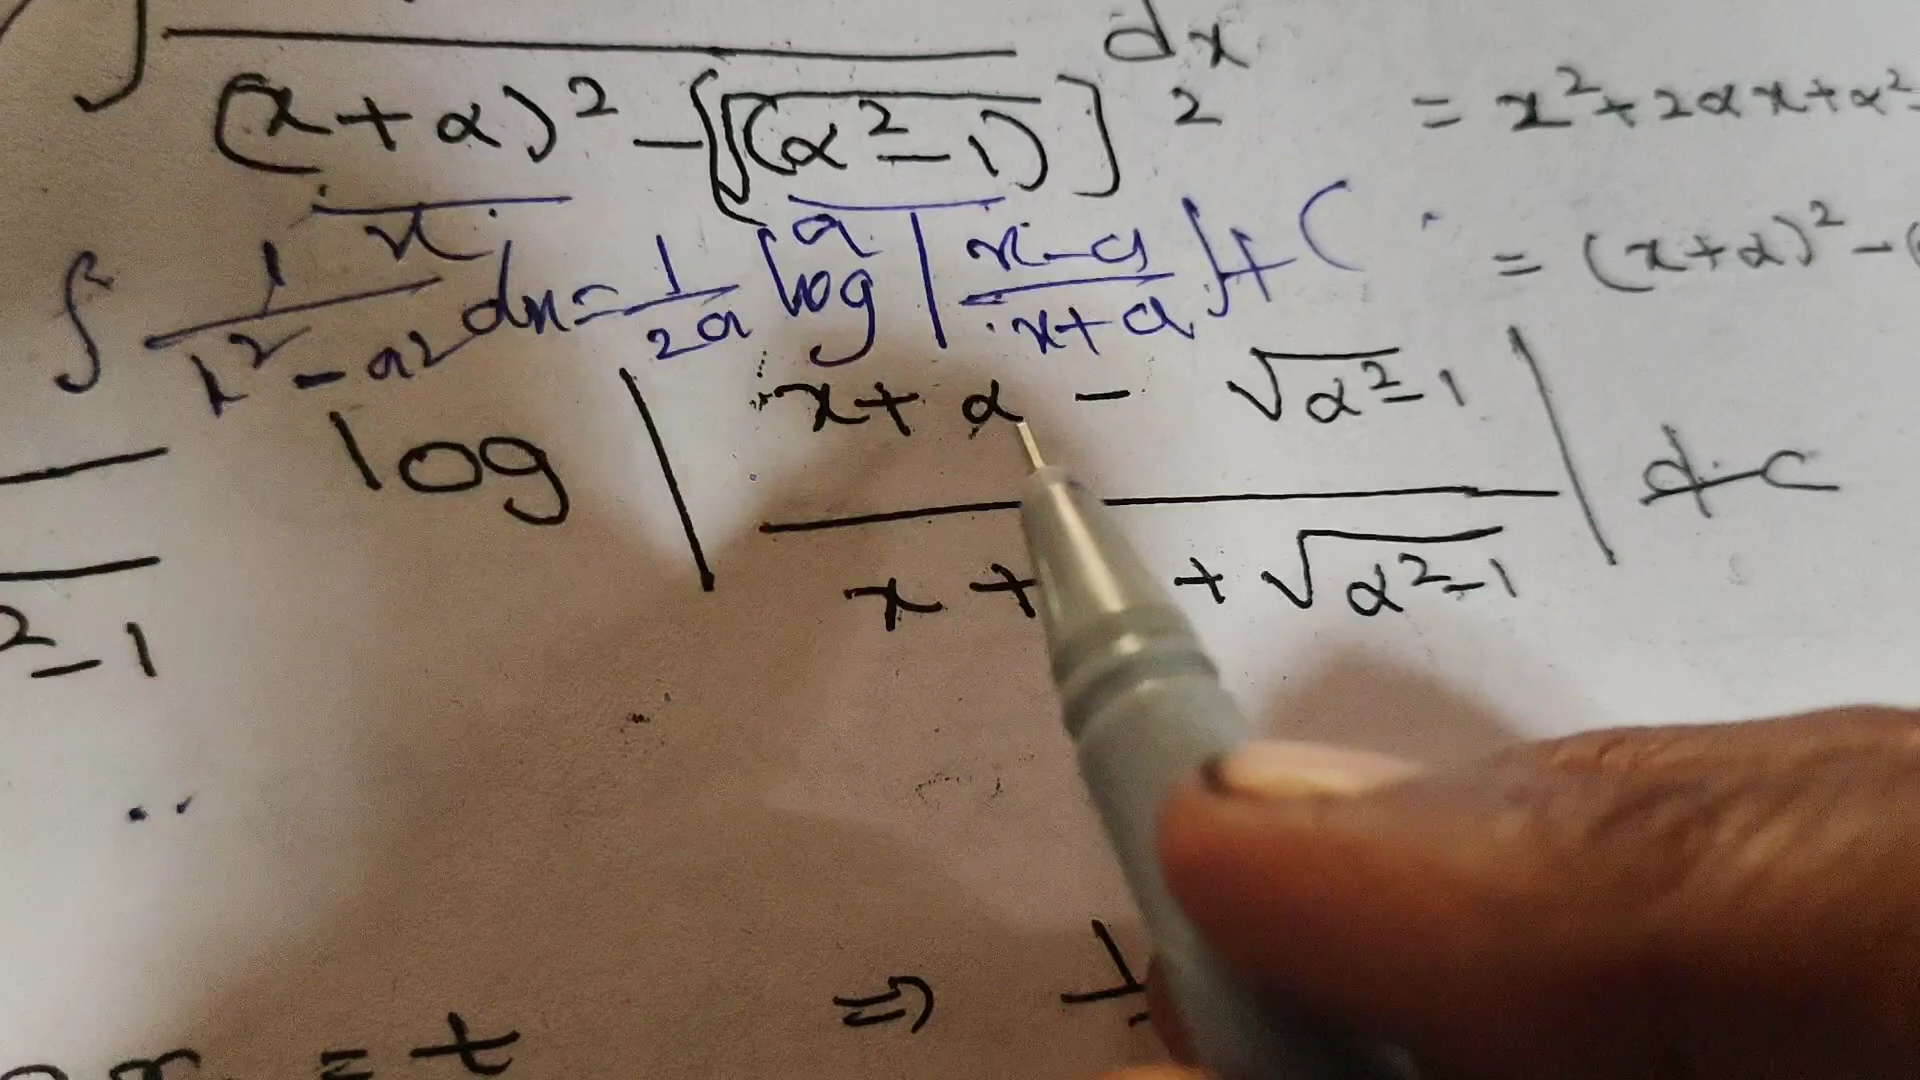 ∫ ――― dx
(x+α)² – {√(α²–1)}² = x²+2αx+α²
x a = (x+α)² –
∫ 1/x²–a² dx = 1/2a log |x–a/x+a| + C
log | x+α – √α²–1 / x+ + √α²–1 | + c
²–1
⇒ 1
x = t